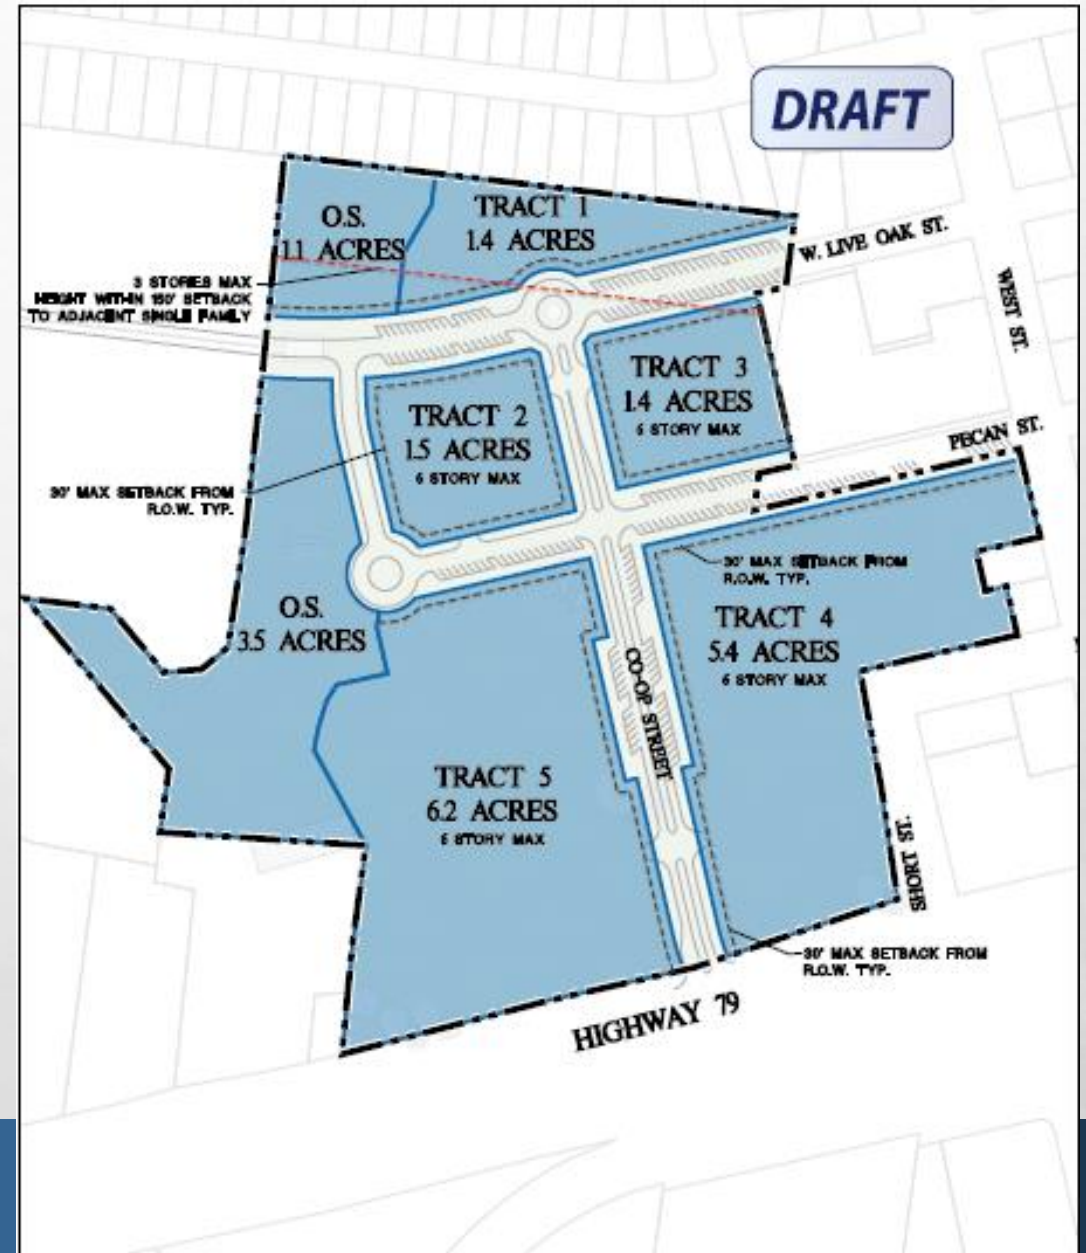 DRAFT
O.S.
1.1 ACRES
TRACT 1
1.4 ACRES
W. LIVE OAK ST.
3 STORIES MAX
HEIGHT WITHIN 150' SETBACK
TO ADJACENT SINGLE FAMILY
WEST ST.
TRACT 2
1.5 ACRES
TRACT 3
1.4 ACRES
STORY MAX
STORY MAX
PECAN ST.
30' MAX SETBACK FROM
R.O.W. TYP.
30' MAX SETBACK FROM
R.O.W. TYP.
O.S.
3.5 ACRES
TRACT 4
5.4 ACRES
STORY MAX
CO-OP STREET
TRACT 5
6.2 ACRES
STORY MAX
SHORT ST.
30' MAX SETBACK FROM
R.O.W. TYP.
HIGHWAY 79